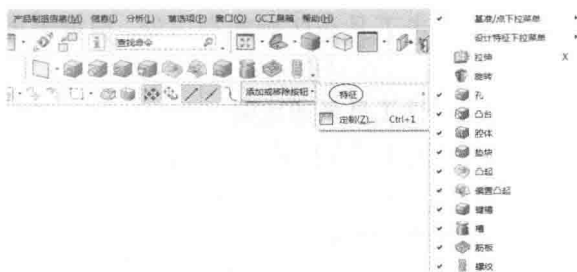 产品制造信息(M) 信息(I) 分析(L) 首选项(P) 窗口(O) GC工具箱 帮助(H)
查找命令
添加或移除按钮
特征
定制(Z)... Ctrl+1
基准/点下拉菜单
设计特征下拉菜单
拉伸 X
旋转
孔
凸台
腔体
垫块
凸起
偏置凸起
键槽
槽
筋板
螺纹